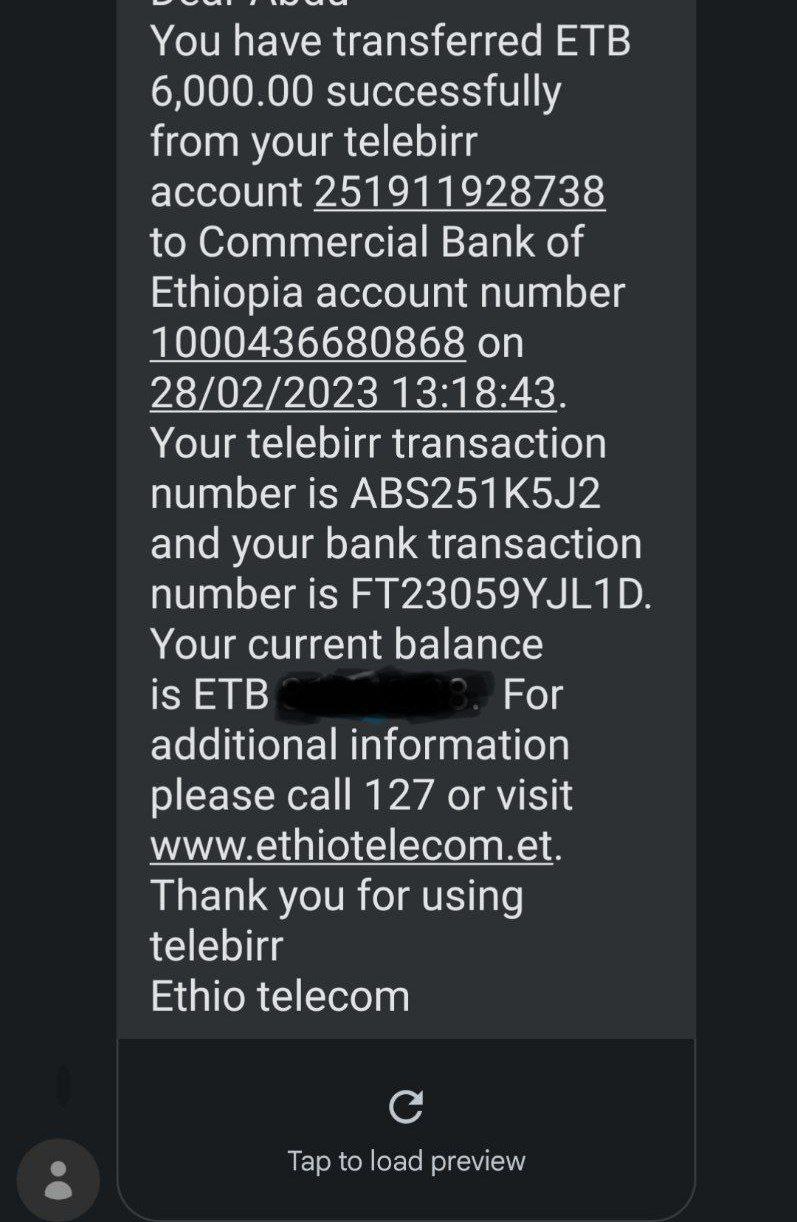 Dear Abdu
You have transferred ETB
6,000.00 successfully
from your telebirr
account 251911928738
to Commercial Bank of
Ethiopia account number
1000436680868 on
28/02/2023 13:18:43.
Your telebirr transaction
number is ABS251K5J2
and your bank transaction
number is FT23059YJL1D.
Your current balance
is ETB For
additional information
please call 127 or visit
www.ethiotelecom.et.
Thank you for using
telebirr
Ethio telecom
Tap to load preview